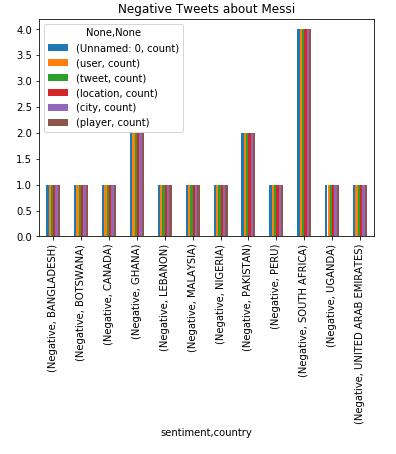 Negative Tweets about Messi
None,None
(Unnamed: 0, count)
(user, count)
(tweet, count)
(location, count)
(city, count)
(player, count)
4.0
3.5
3.0
2.5
2.0
1.5
1.0
0.5
0.0
(Negative, BANGLADESH)
(Negative, BOTSWANA)
(Negative, CANADA)
(Negative, GHANA)
(Negative, LEBANON)
(Negative, MALAYSIA)
(Negative, NIGERIA)
(Negative, PAKISTAN)
(Negative, PERU)
(Negative, SOUTH AFRICA)
(Negative, UGANDA)
(Negative, UNITED ARAB EMIRATES)
sentiment,country